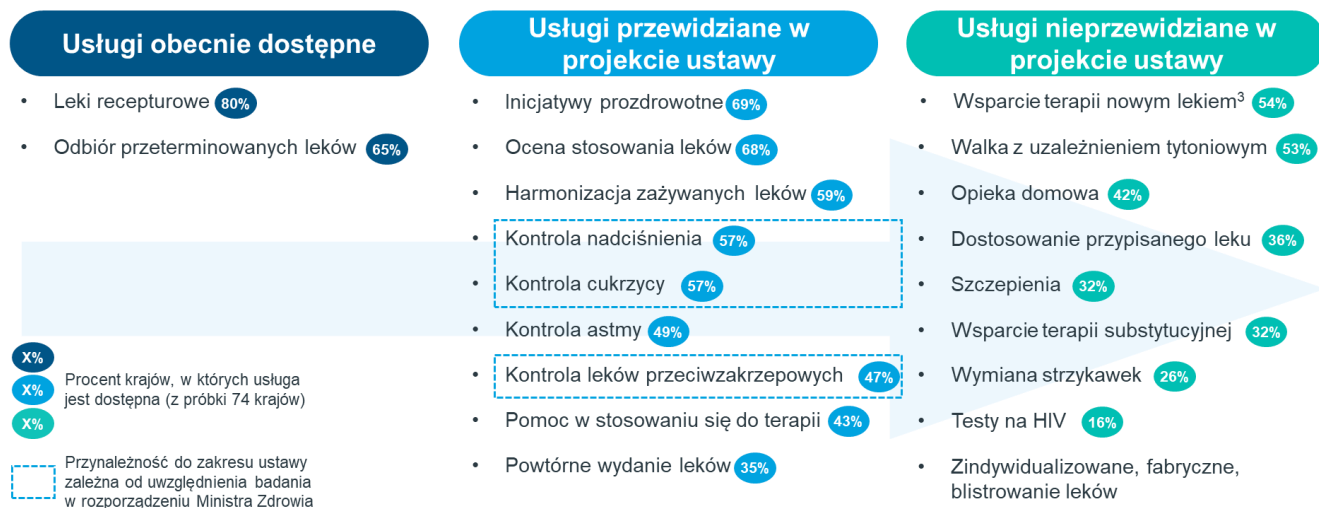 Usługi obecnie dostępne
• Leki recepturowe 80%
• Odbiór przeterminowanych leków 65%
X%
X%
X%
Procent krajów, w których usługa
jest dostępna (z próbki 74 krajów)
Przynależność do zakresu ustawy
zależna od uwzględnienia badania
w rozporządzeniu Ministra Zdrowia
Usługi przewidziane w
projekcie ustawy
• Inicjatywy prozdrowotne 69%
• Ocena stosowania leków 68%
• Harmonizacja zażywanych leków 59%
• Kontrola nadciśnienia 57%
• Kontrola cukrzycy 57%
• Kontrola astmy 49%
• Kontrola leków przeciwzakrzepowych 47%
• Pomoc w stosowaniu się do terapii 43%
• Powtórne wydanie leków 35%
Usługi nieprzewidziane w
projekcie ustawy
• Wsparcie terapii nowym lekiem³ 54%
• Walka z uzależnieniem tytoniowym 53%
• Opieka domowa 42%
• Dostosowanie przypisanego leku 36%
• Szczepienia 32%
• Wsparcie terapii substytucyjnej 32%
• Wymiana strzykawek 26%
• Testy na HIV 16%
• Zindywidualizowane, fabryczne,
blistrowanie leków